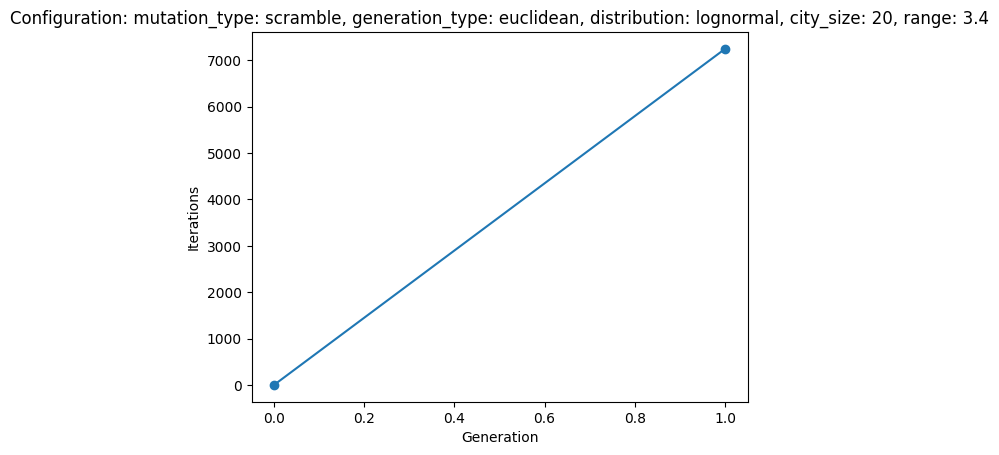 Configuration: mutation_type: scramble, generation_type: euclidean, distribution: lognormal, city_size: 20, range: 3.4
7000
6000
5000
4000
3000
2000
1000
0
Iterations
0.0 0.2 0.4 0.6 0.8 1.0
Generation